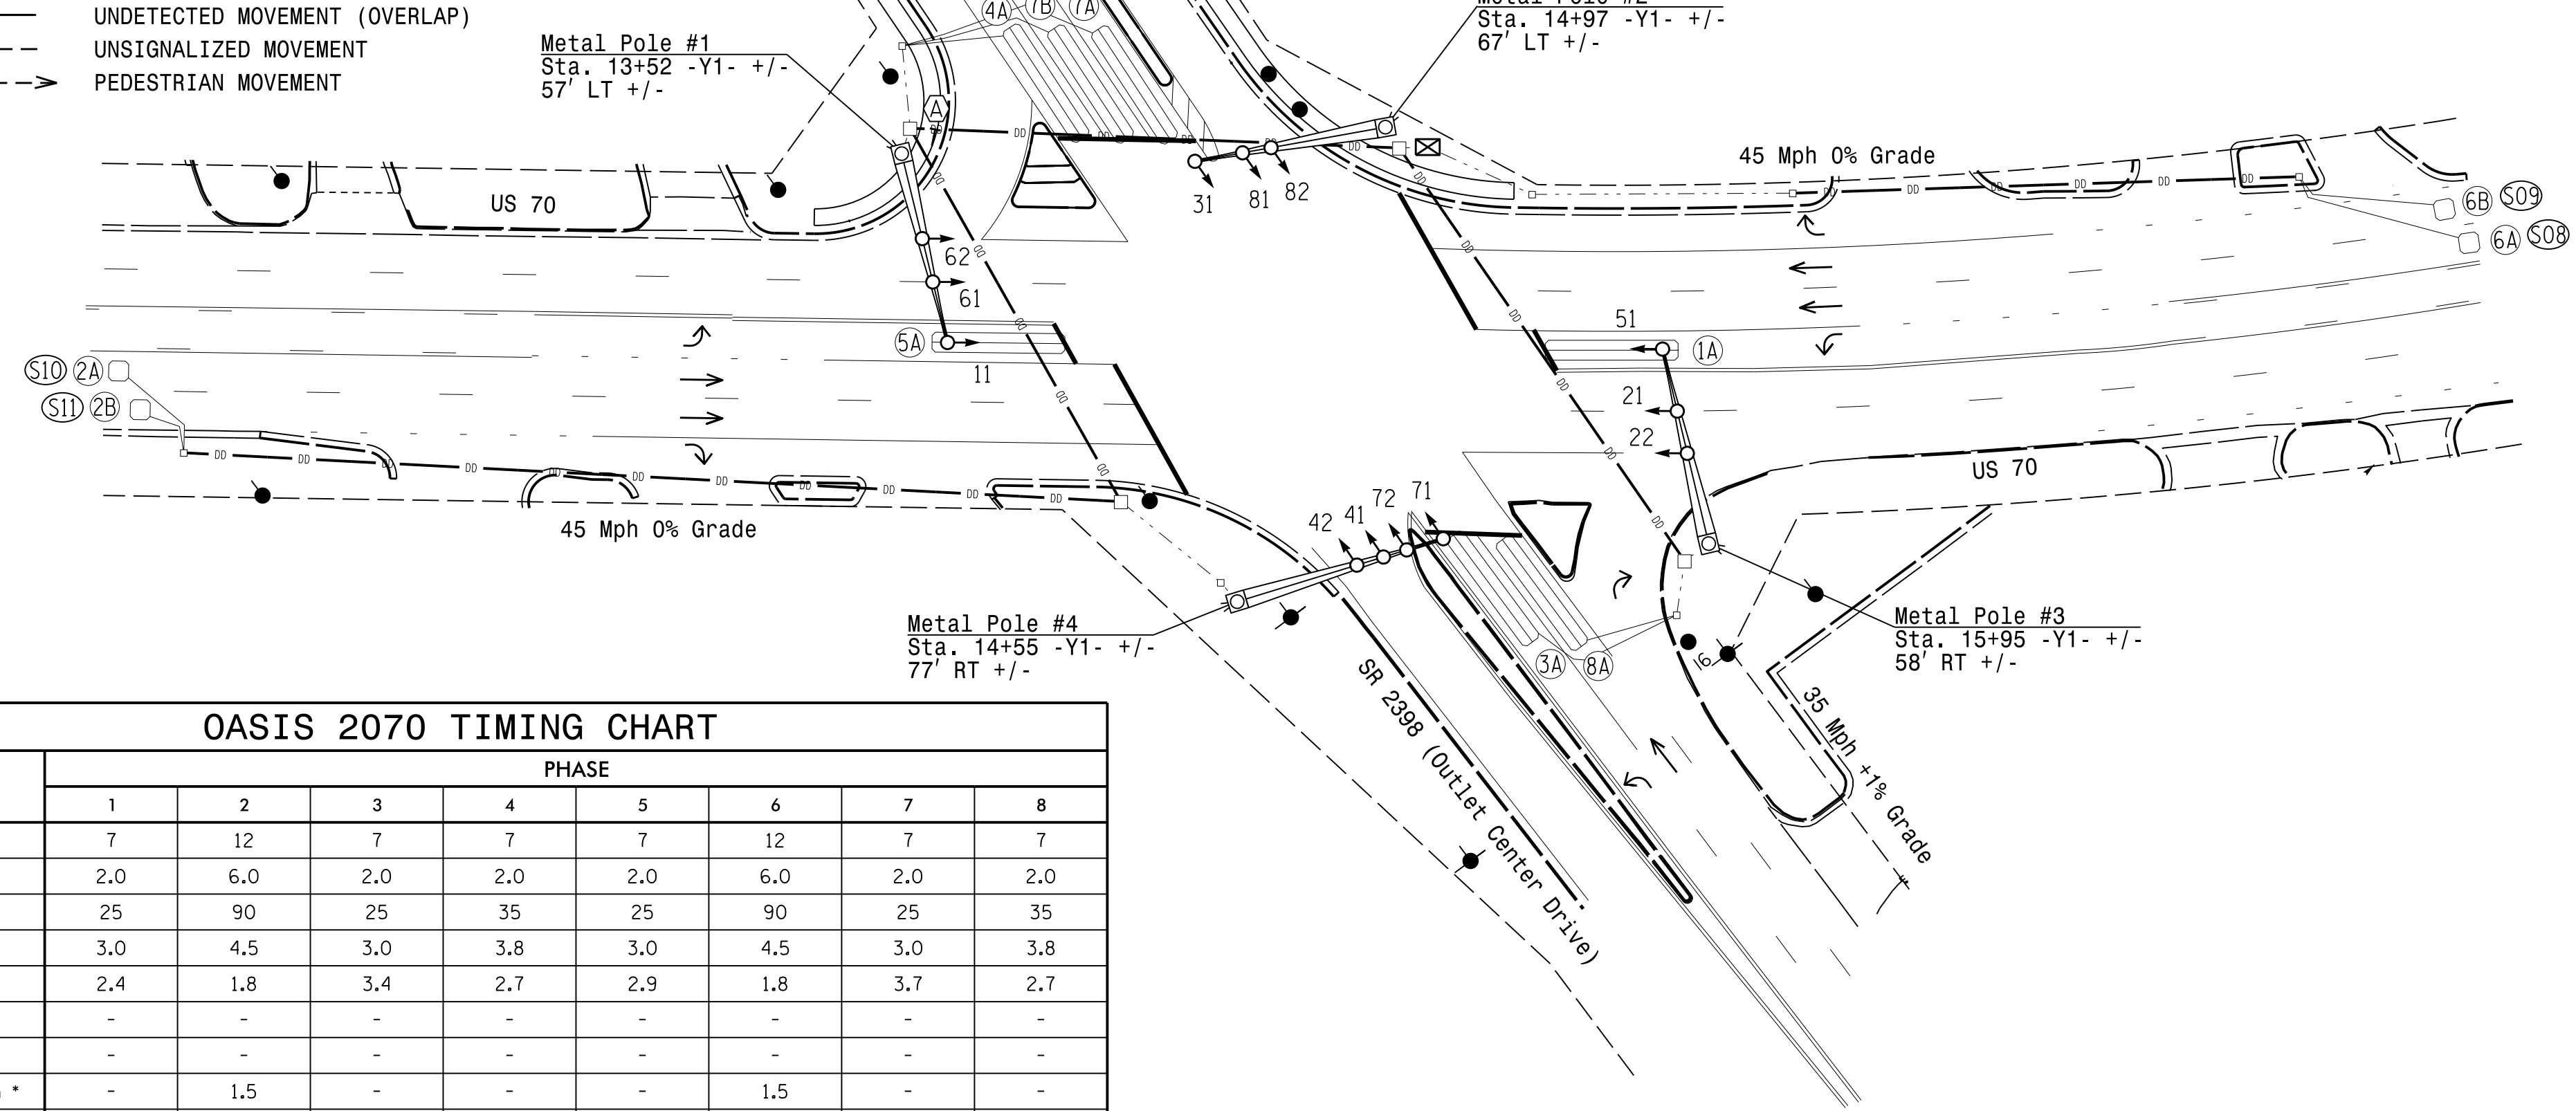 UNDETECTED MOVEMENT (OVERLAP)
UNSIGNALIZED MOVEMENT
PEDESTRIAN MOVEMENT
Metal Pole #1
Sta. 13+52 -Y1- +/-
57' LT +/-
4A
7B
7A
A
Metal Pole #2
Sta. 14+97 -Y1- +/-
67' LT +/-
45 Mph 0% Grade
US 70
31
81
82
6B S09
6A S08
62
61
5A
11
51
1A
21
22
S10 2A
S11 2B
DD
45 Mph 0% Grade
US 70
42
41
72
71
Metal Pole #4
Sta. 14+55 -Y1- +/-
77' RT +/-
Metal Pole #3
Sta. 15+95 -Y1- +/-
58' RT +/-
3A
8A
SR 2398 (Outlet Center Drive)
35 Mph +1% Grade
OASIS 2070 TIMING CHART
PHASE
1 2 3 4 5 6 7 8
7 12 7 7 7 12 7 7
2.0 6.0 2.0 2.0 2.0 6.0 2.0 2.0
25 90 25 35 25 90 25 35
3.0 4.5 3.0 3.8 3.0 4.5 3.0 3.8
2.4 1.8 3.4 2.7 2.9 1.8 3.7 2.7
- - - - - - - -
- - - - - - - -
* - 1.5 - - - 1.5 - -